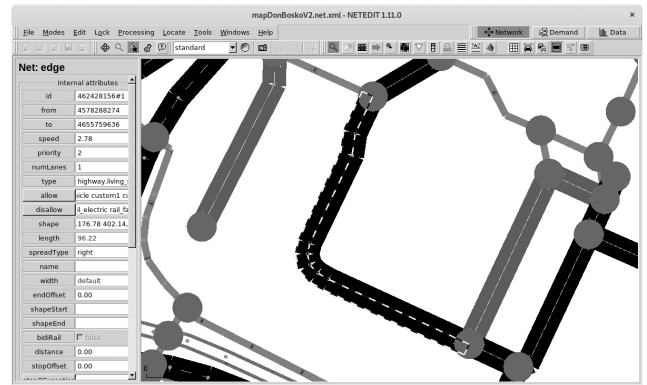 mapDonBoskoV2.net.xml - NETEDIT 1.11.0
×
File Modes Edit Lock Processing Locate Tools Windows Help
Network Demand Data
standard
Net: edge
Internal attributes
id 462428156#1
from 4578288274
to 4655759636
speed 2.78
priority 2
numLanes 1
type highway.living_
allow icle custom1 cu
disallow il_electric rail_fa
shape .176.78 402.14,
length 96.22
spreadType right
name
width default
endOffset 0.00
shapeStart
shapeEnd
bidiRail false
distance 0.00
stopOffset 0.00
0